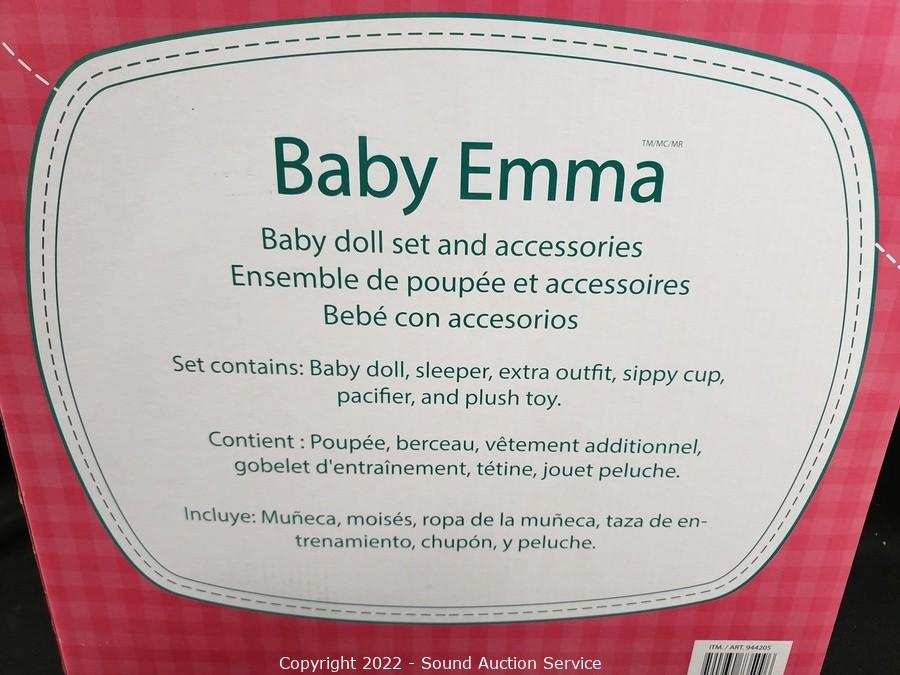 TM/MC/MR
Baby Emma
Baby doll set and accessories
Ensemble de poupée et accessoires
Bebé con accesorios
Set contains: Baby doll, sleeper, extra outfit, sippy cup,
pacifier, and plush toy.
Contient : Poupée, berceau, vêtement additionnel,
gobelet d'entraînement, tétine, jouet peluche.
Incluye: Muñeca, moisés, ropa de la muñeca, taza de en-
trenamiento, chupón, y peluche.
ITM. / ART. 944205
Copyright 2022 - Sound Auction Service